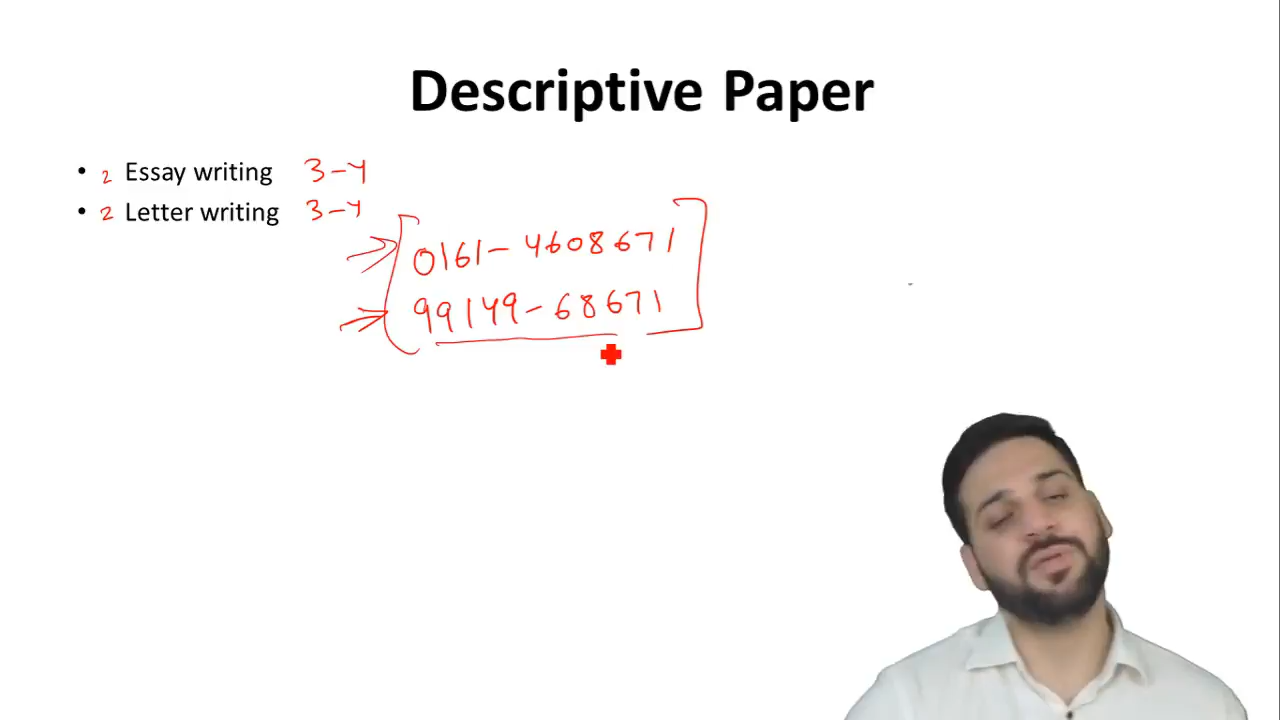 Descriptive Paper
• 2 Essay writing 3-4
• 2 Letter writing 3-4
0161-4608671
99149-68671